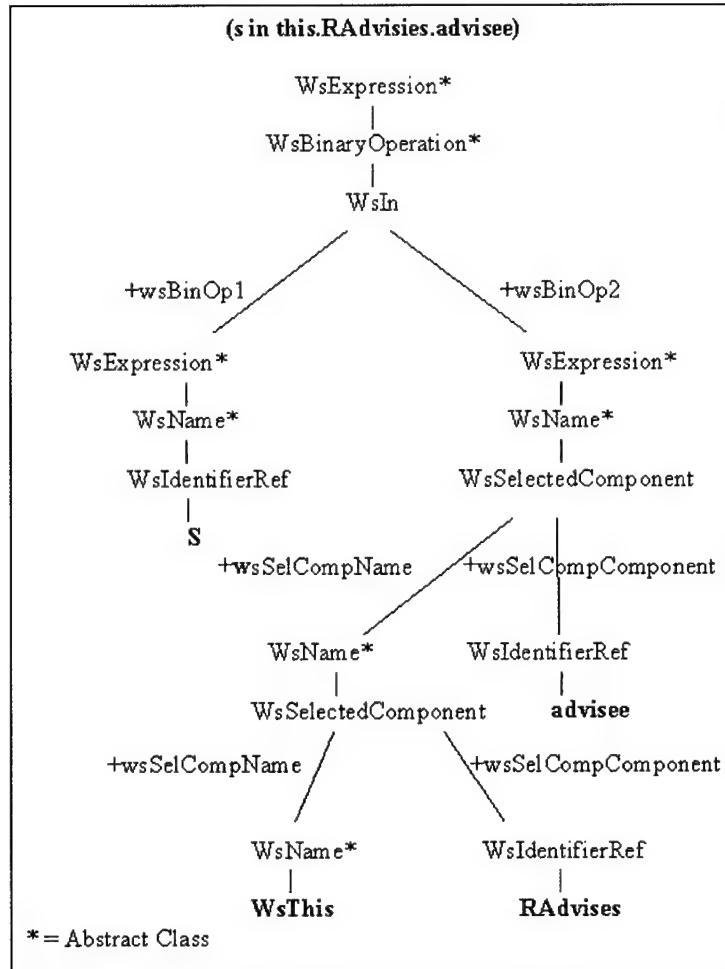 (s in this.RAdvisies.advisee)
WsExpression*
WsBinaryOperation*
WsIn
+wsBinOp1 +wsBinOp2
WsExpression* WsExpression*
WsName* WsName*
WsIdentifierRef WsSelectedComponent
S
+wsSelCompName +wsSelCompComponent
WsName* WsIdentifierRef
WsSelectedComponent advisee
+wsSelCompName +wsSelCompComponent
WsName* WsIdentifierRef
WsThis RAdvises
* = Abstract Class